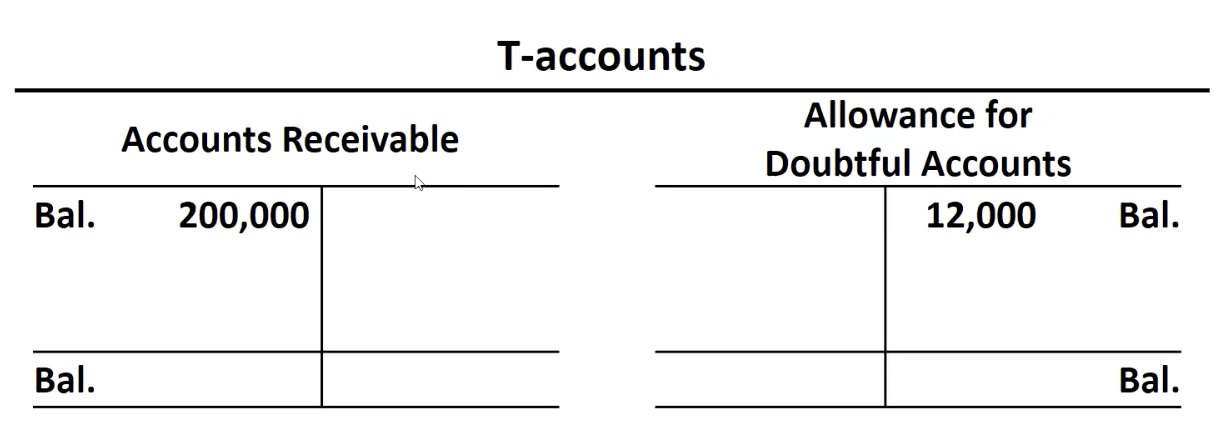 T-accounts
Accounts Receivable
Allowance for
Doubtful Accounts
Bal. 200,000
12,000 Bal.
Bal.
Bal.